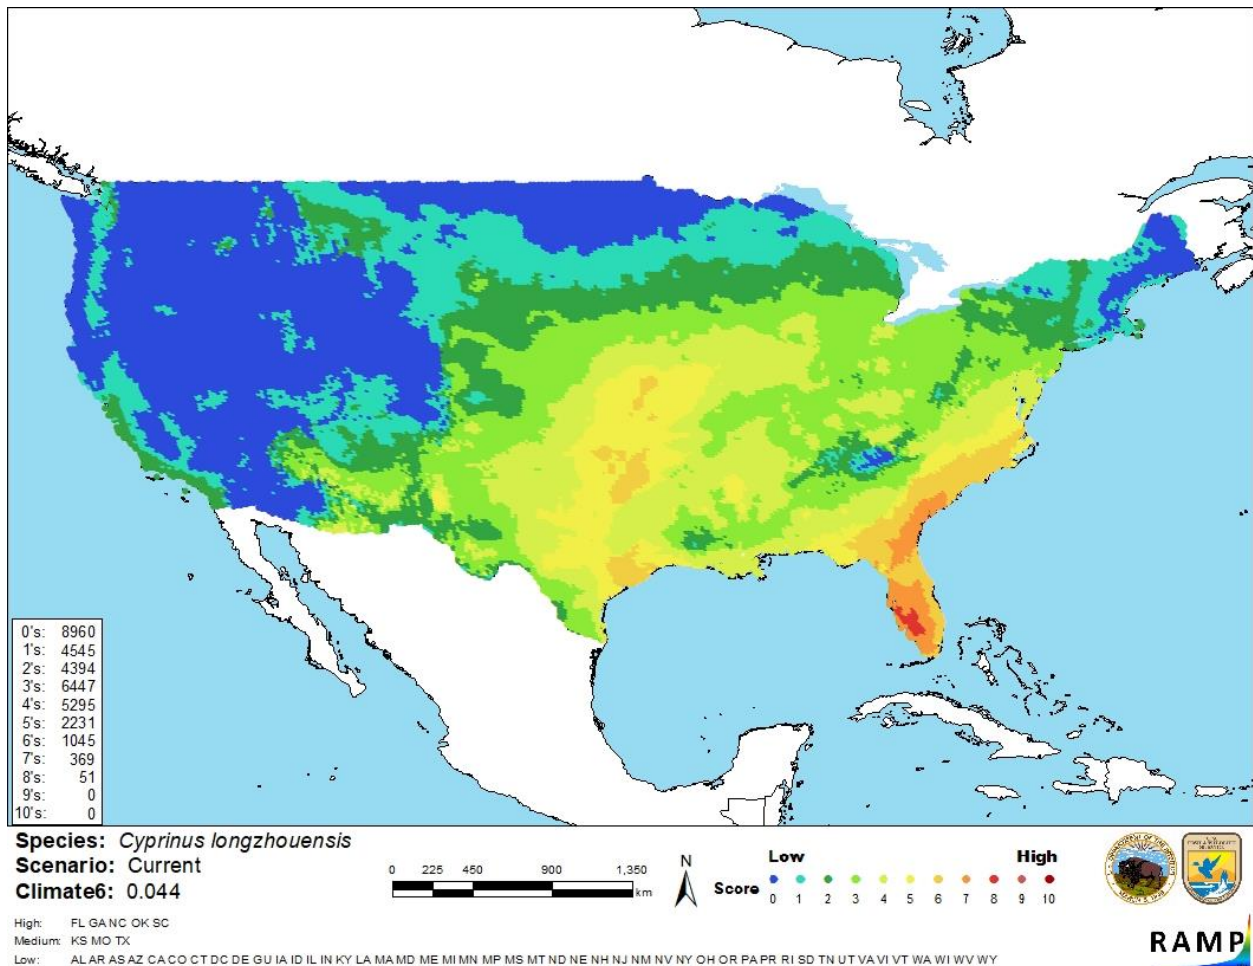 0's: 8960
1's: 4545
2's: 4394
3's: 6447
4's: 5295
5's: 2231
6's: 1045
7's: 369
8's: 51
9's: 0
10's: 0
Species: Cyprinus longzhouensis
Scenario: Current
Climate6: 0.044
0 225 450 900 1,350
km
N
Low High
Score 0 1 2 3 4 5 6 7 8 9 10
High: FL GA NC OK SC
Medium: KS MO TX
Low: AL AR AS AZ CA CO CT DC DE GU IA ID IL IN KY LA MA MD ME MI MN MP MS MT ND NE NH NJ NM NV NY OH OR PA PR RI SD TN UT VA VI VT WA WI WV WY
RAMP